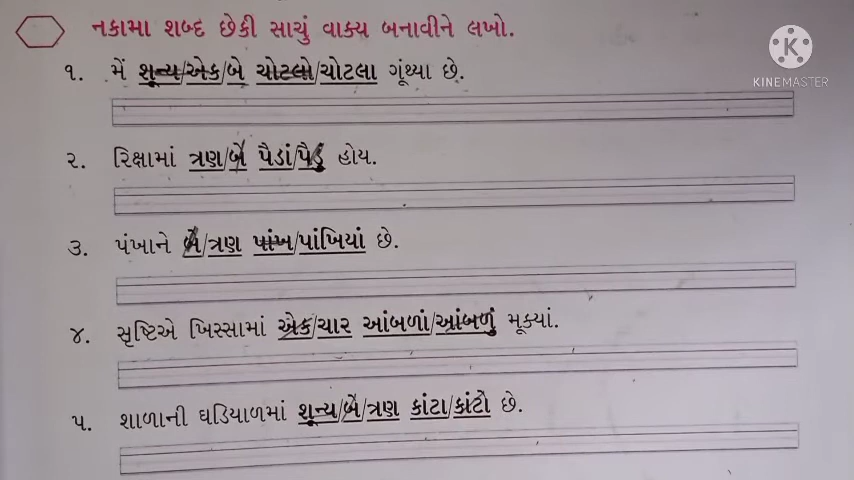 નકામા શબ્દ છેકી સાચું વાક્ય બનાવીને લખો.
KINEMASTER
૧. મેં શૂન્ય/એક/બે ચોટલો/ચોટલા ગૂંથ્યા છે.
૨. રિક્ષામાં ત્રણ/બે પૈડાં/પૈડું હોય.
૩. પંખાને બે/ત્રણ પાંખ/પાંખિયાં છે.
૪. સૃષ્ટિએ ખિસ્સામાં એક/ચાર આંબળાં/આંબળું મૂક્યાં.
૫. શાળાની ઘડિયાળમાં શૂન્ય/બે/ત્રણ કાંટા/કાંટો છે.